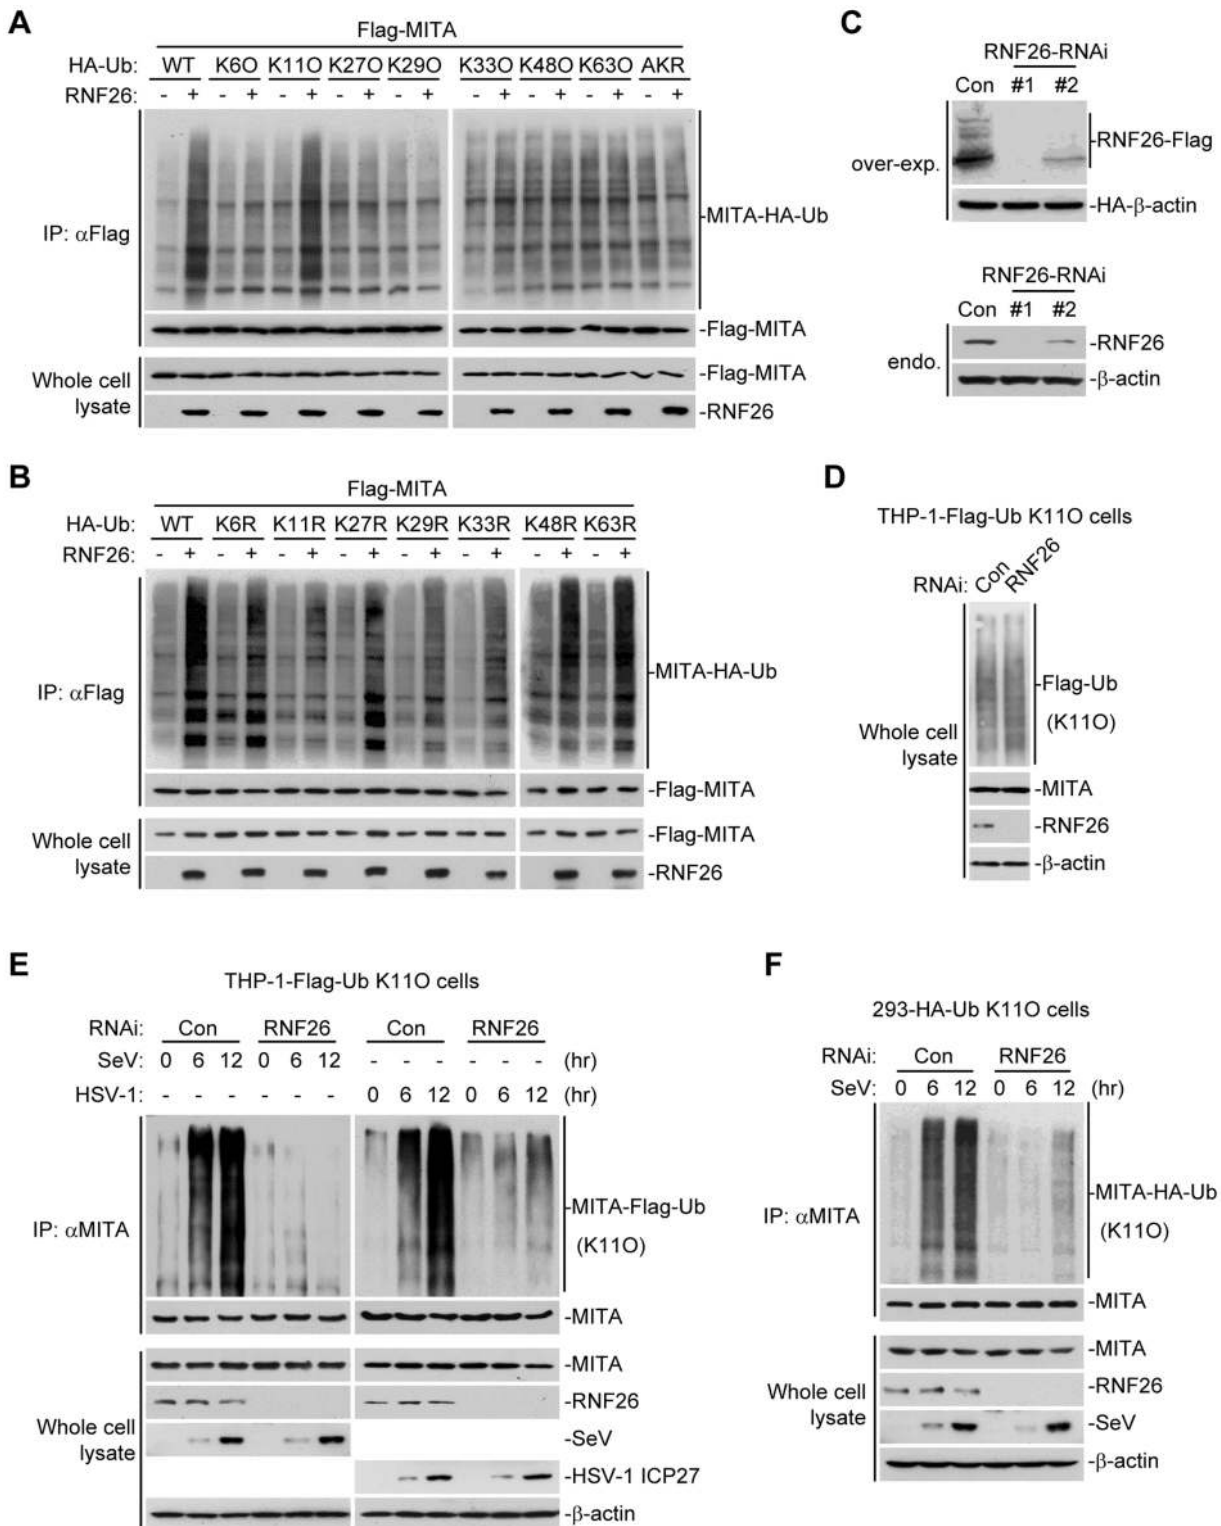 A
Flag-MITA
HA-Ub: WT K6O K11O K27O K29O K33O K48O K63O AKR
RNF26: - + - + - + - + - + - + - + - + - +
IP: αFlag
-MITA-HA-Ub
-Flag-MITA
Whole cell
lysate
-Flag-MITA
-RNF26
B
Flag-MITA
HA-Ub: WT K6R K11R K27R K29R K33R K48R K63R
RNF26: - + - + - + - + - + - + - + - +
IP: αFlag
-MITA-HA-Ub
-Flag-MITA
Whole cell
lysate
-Flag-MITA
-RNF26
C
RNF26-RNAi
Con #1 #2
over-exp.
-RNF26-Flag
-HA-β-actin
RNF26-RNAi
Con #1 #2
endo.
-RNF26
-β-actin
D
THP-1-Flag-Ub K11O cells
RNAi: Con RNF26
-Flag-Ub
(K11O)
Whole cell
lysate
-MITA
-RNF26
-β-actin
E
THP-1-Flag-Ub K11O cells
RNAi: Con RNF26 Con RNF26
SeV: 0 6 12 0 6 12 - - - - - - (hr)
HSV-1: - - - - - - 0 6 12 0 6 12 (hr)
IP: αMITA
-MITA-Flag-Ub
(K11O)
-MITA
Whole cell
lysate
-MITA
-RNF26
-SeV
-HSV-1 ICP27
-β-actin
F
293-HA-Ub K11O cells
RNAi: Con RNF26
SeV: 0 6 12 0 6 12 (hr)
IP: αMITA
-MITA-HA-Ub
(K11O)
-MITA
Whole cell
lysate
-MITA
-RNF26
-SeV
-β-actin